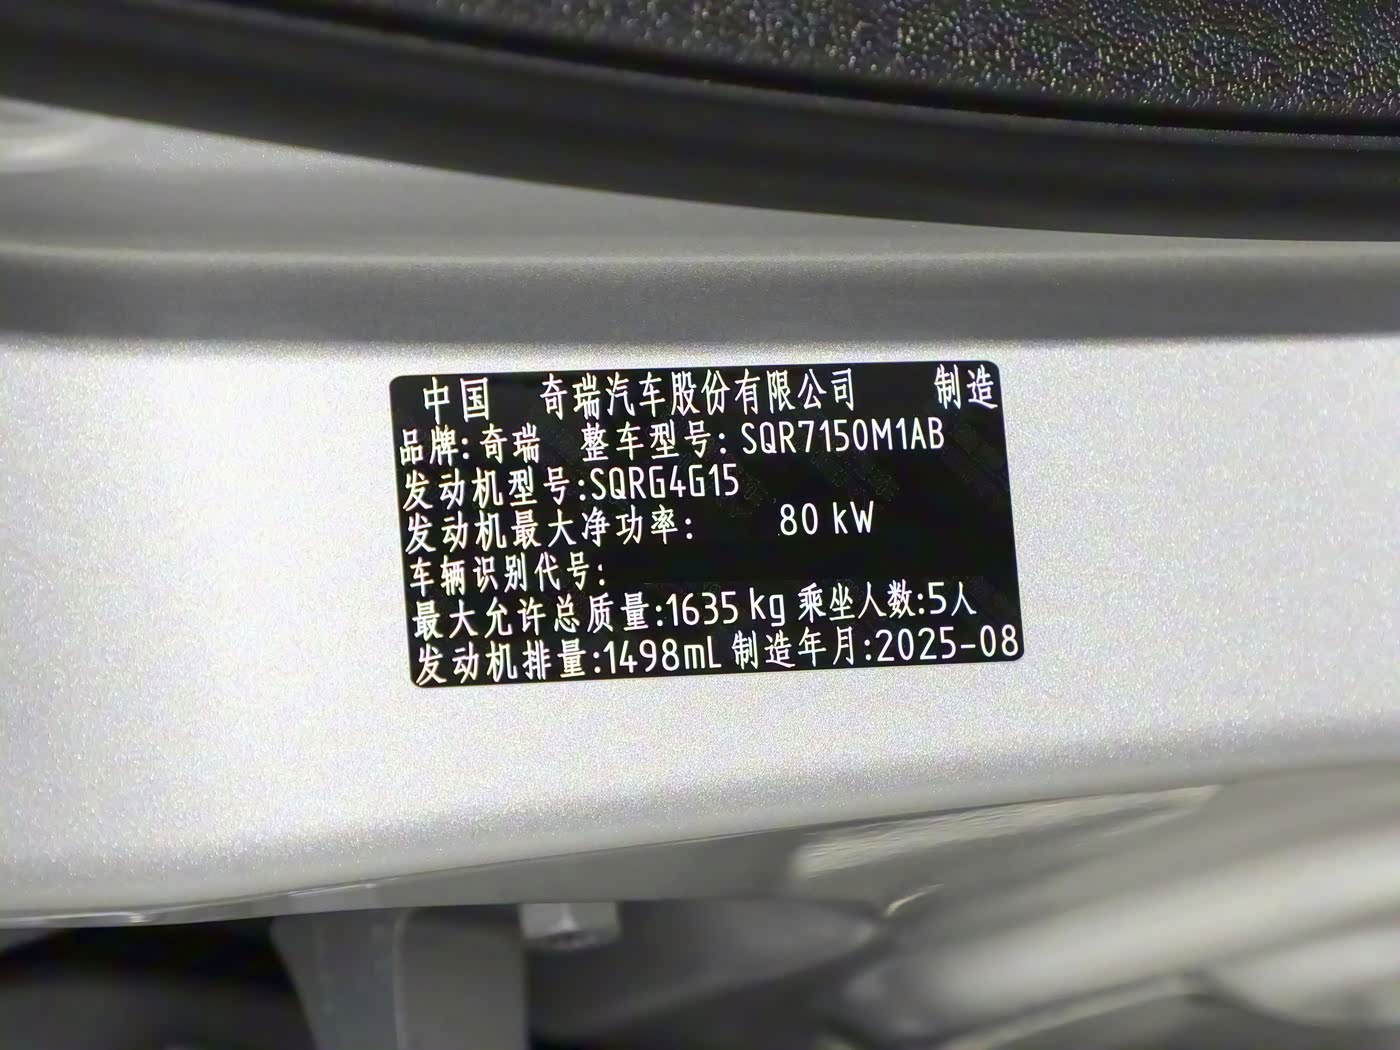 中国 奇瑞汽车股份有限公司 制造
品牌:奇瑞 整车型号:SQR7150M1AB
发动机型号:SQRG4G15
发动机最大净功率: 80 kW
车辆识别代号:
最大允许总质量:1635 kg 乘坐人数:5人
发动机排量:1498mL 制造年月:2025-08